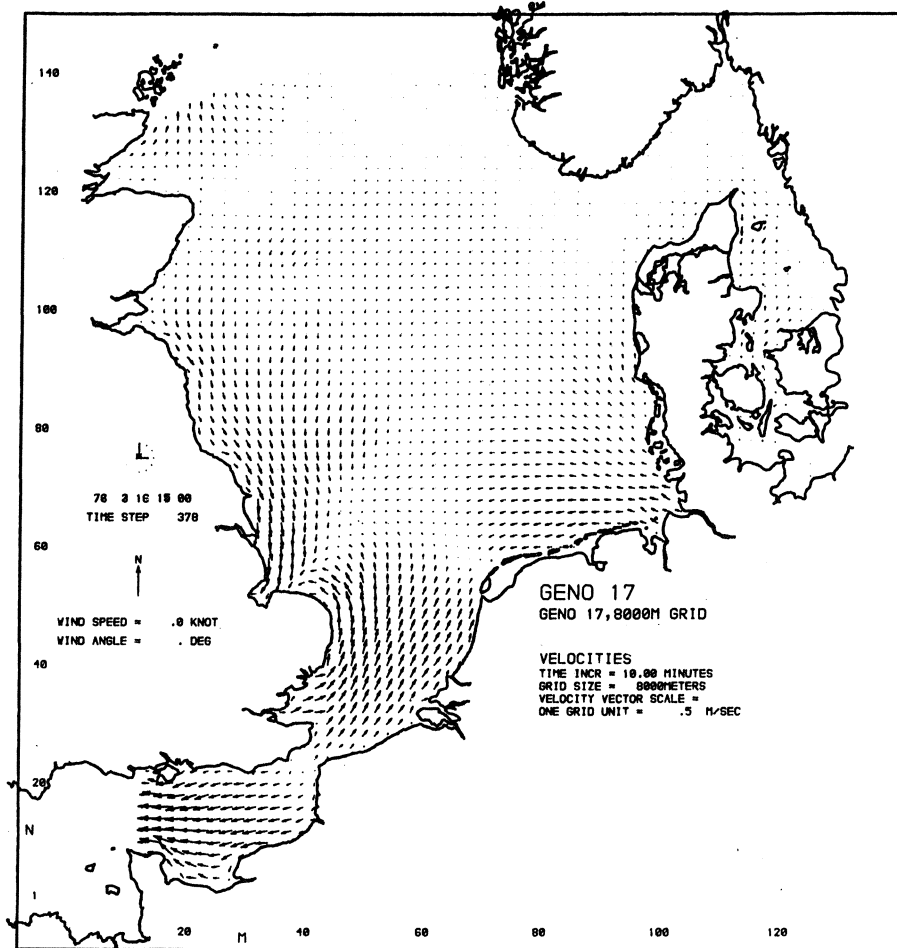 140
120
100
80
76 3 16 15 00
TIME STEP 378
60
N
WIND SPEED = .0 KNOT
WIND ANGLE = . DEG
GENO 17
GENO 17,8000M GRID
40
VELOCITIES
TIME INCR = 10.00 MINUTES
GRID SIZE = 8000METERS
VELOCITY VECTOR SCALE =
ONE GRID UNIT = .5 M/SEC
20
N
1
20 M 40 60 80 100 120